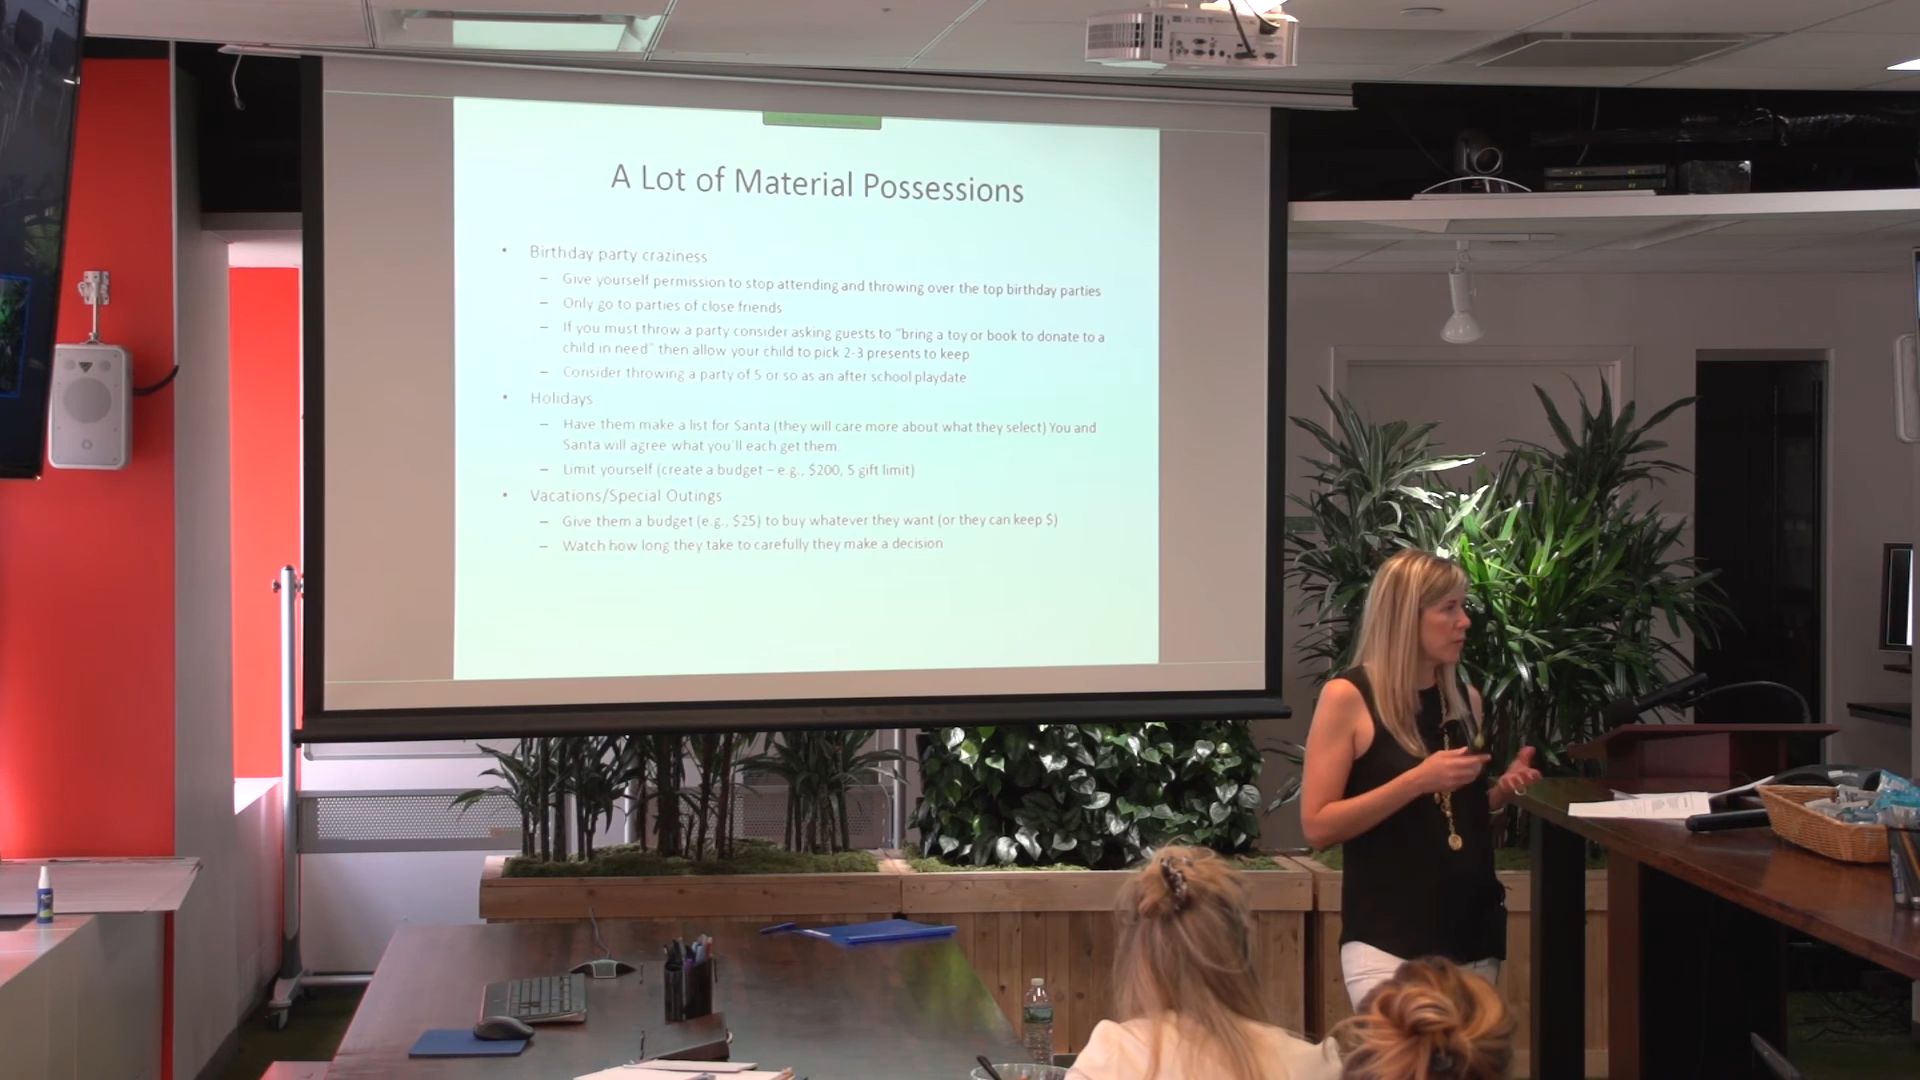 A Lot of Material Possessions
• Birthday party craziness
– Give yourself permission to stop attending and throwing over the top birthday parties
– Only go to parties of close friends
– If you must throw a party consider asking guests to "bring a toy or book to donate to a
child in need" then allow your child to pick 2-3 presents to keep
– Consider throwing a party of 5 or so as an after school playdate
• Holidays
– Have them make a list for Santa (they will care more about what they select) You and
Santa will agree what you'll each get them.
– Limit yourself (create a budget – e.g., $200, 5 gift limit)
• Vacations/Special Outings
– Give them a budget (e.g., $25) to buy whatever they want (or they can keep $)
– Watch how long they take to carefully they make a decision